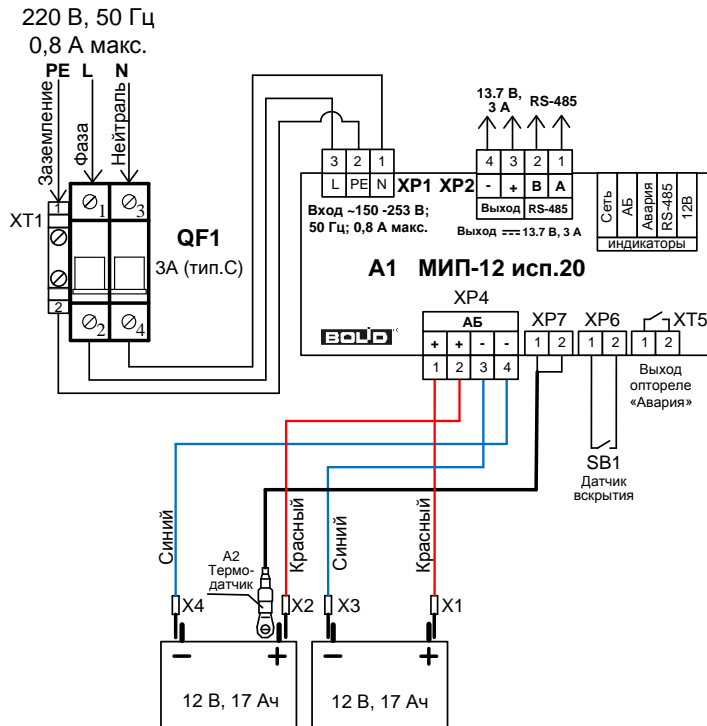 220 В, 50 Гц
0,8 А макс.
PE L N
Заземление
Фаза
Нейтраль
XT1
1
2
1
3
2
4
QF1
3А (тип.С)
3 2 1
L PE N
XP1 XP2
Вход ~150 -253 В;
50 Гц; 0,8 А макс.
13.7 В,
3 А
RS-485
4 3 2 1
- + B A
Выход RS-485
Выход 13.7 В, 3 А
Сеть
АБ
Авария
RS-485
12В
индикаторы
А1 МИП-12 исп.20
BOLID
XP4
АБ
+ + - -
1 2 3 4
XP7
1 2
XP6
1 2
XT5
1 2
Выход
оптореле
«Авария»
SB1
Датчик
вскрытия
Синий
Красный
Синий
Красный
А2
Термо-
датчик
X4 X2 X3 X1
− + − +
12 В, 17 Ач
12 В, 17 Ач